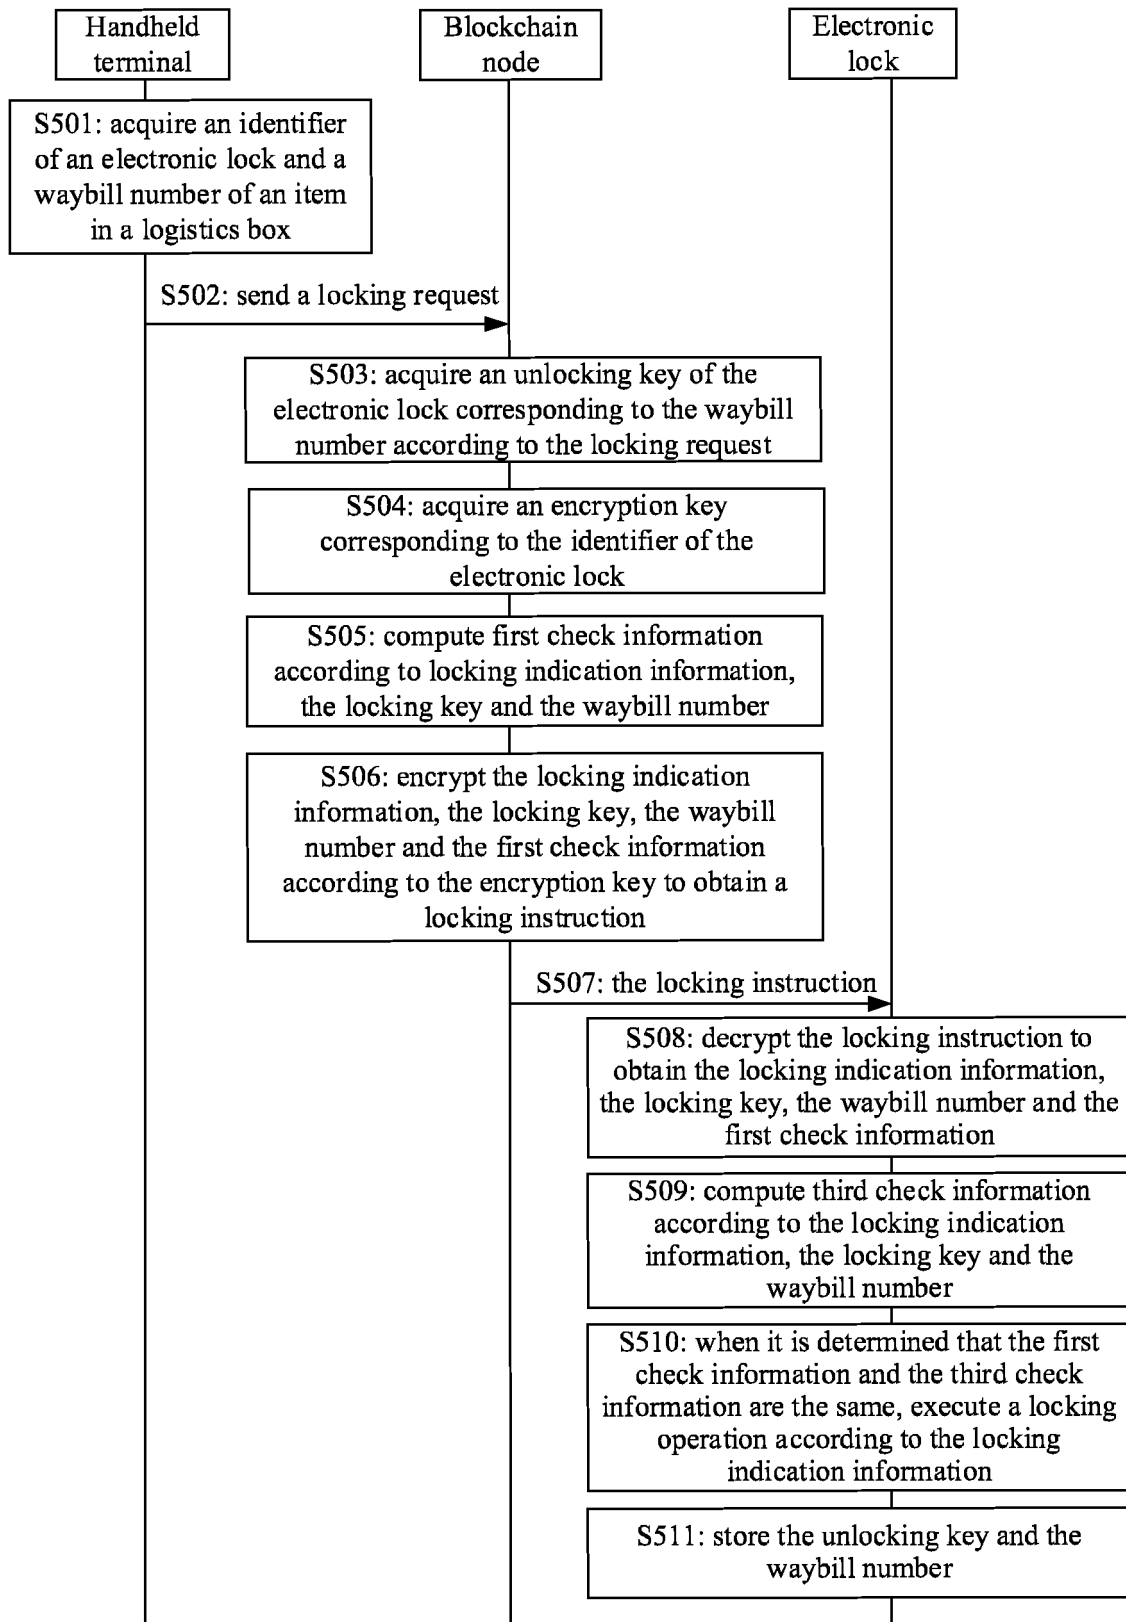 Handheld
terminal
Blockchain
node
Electronic
lock
S501: acquire an identifier
of an electronic lock and a
waybill number of an item
in a logistics box
S502: send a locking request
S503: acquire an unlocking key of the
electronic lock corresponding to the waybill
number according to the locking request
S504: acquire an encryption key
corresponding to the identifier of the
electronic lock
S505: compute first check information
according to locking indication information,
the locking key and the waybill number
S506: encrypt the locking indication
information, the locking key, the waybill
number and the first check information
according to the encryption key to obtain a
locking instruction
S507: the locking instruction
S508: decrypt the locking instruction to
obtain the locking indication information,
the locking key, the waybill number and the
first check information
S509: compute third check information
according to the locking indication
information, the locking key and the
waybill number
S510: when it is determined that the first
check information and the third check
information are the same, execute a locking
operation according to the locking
indication information
S511: store the unlocking key and the
waybill number